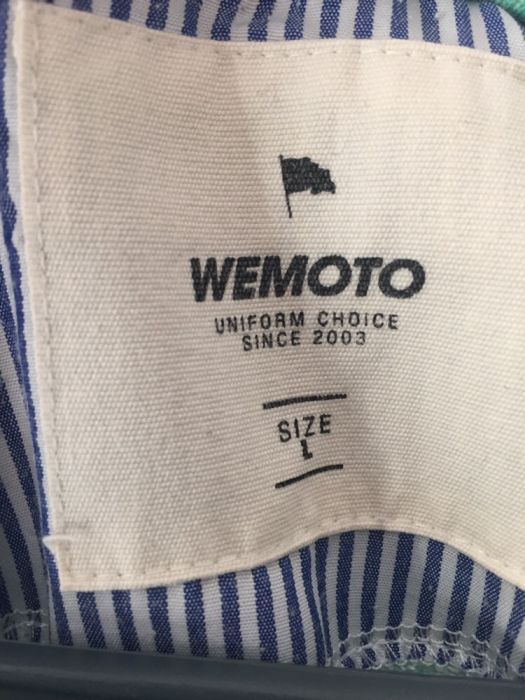 WEMOTO
UNIFORM CHOICE
SINCE 2003
SIZE
L